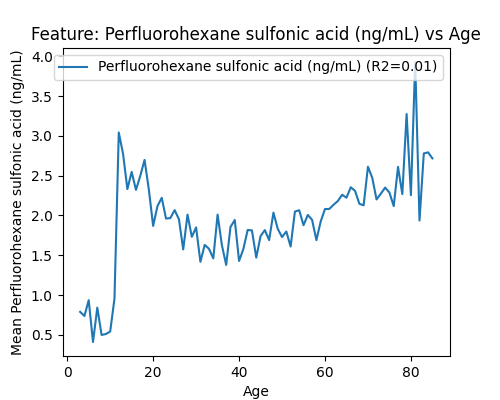 Feature: Perfluorohexane sulfonic acid (ng/mL) vs Age
Perfluorohexane sulfonic acid (ng/mL) (R2=0.01)
Mean Perfluorohexane sulfonic acid (ng/mL)
4.0
3.5
3.0
2.5
2.0
1.5
1.0
0.5
0 20 40 60 80
Age